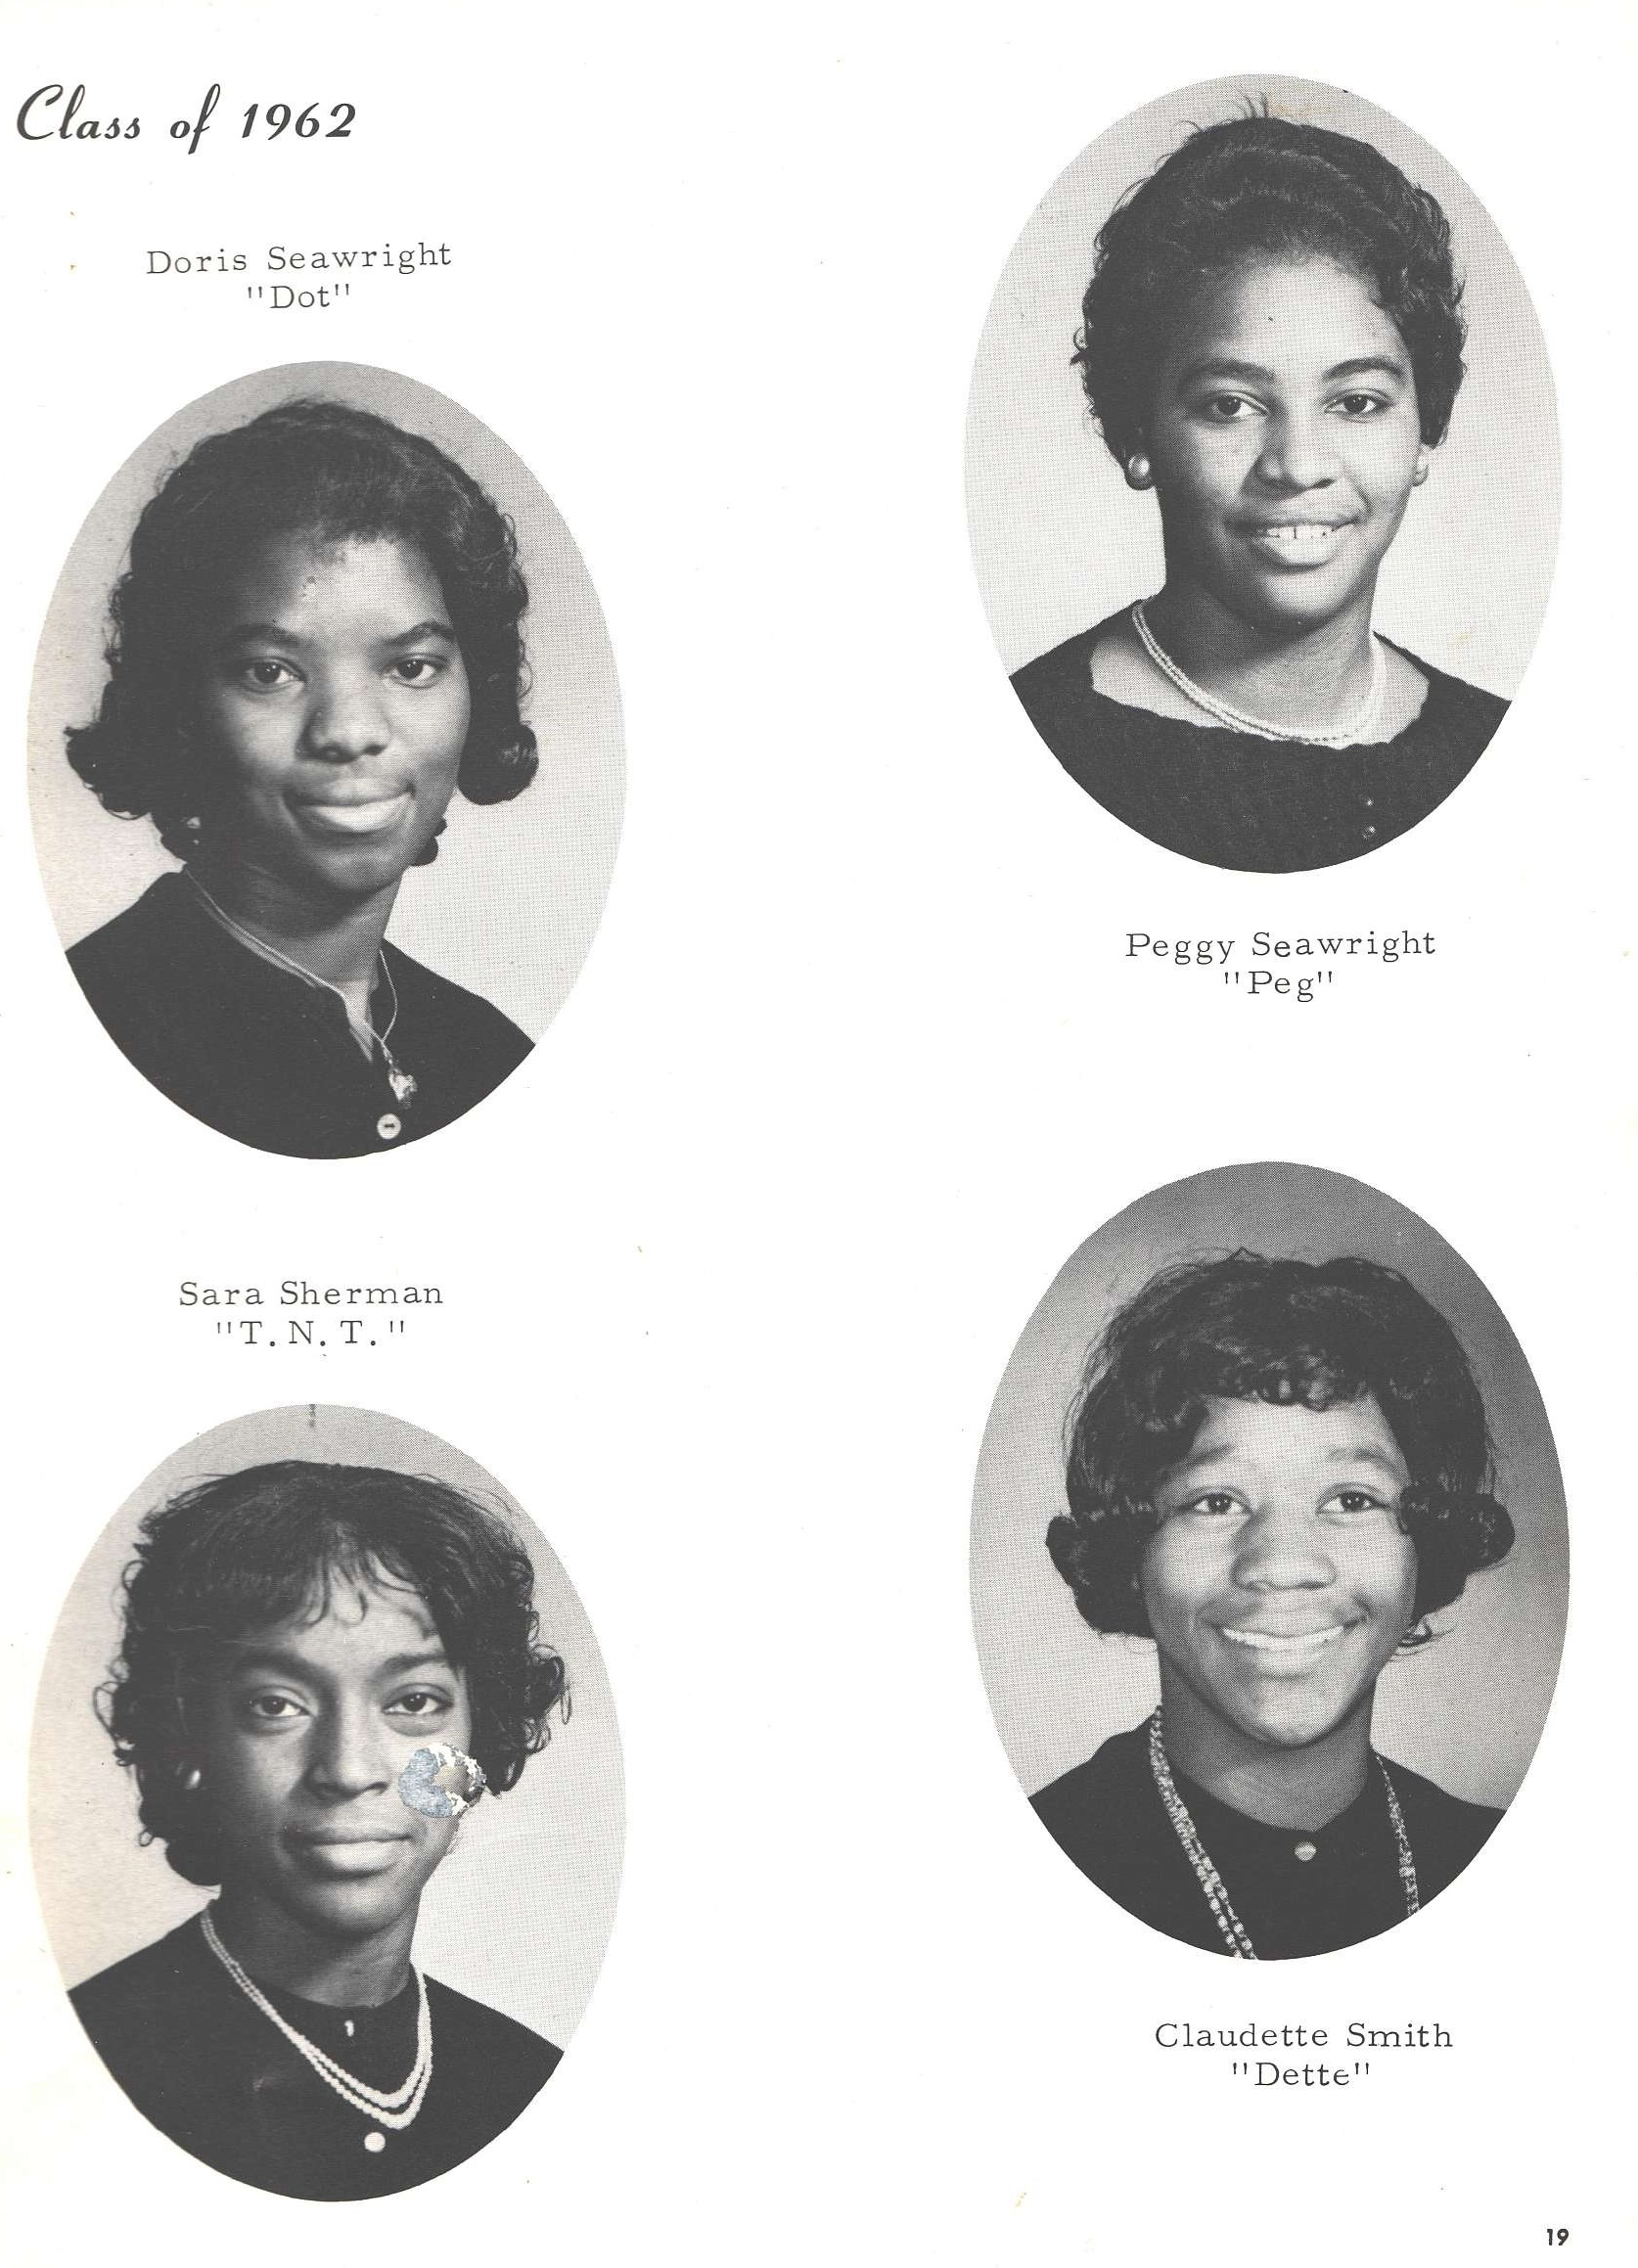 Class of 1962
Doris Seawright
"Dot"
Peggy Seawright
"Peg"
Sara Sherman
"T. N. T."
Claudette Smith
"Dette"
19